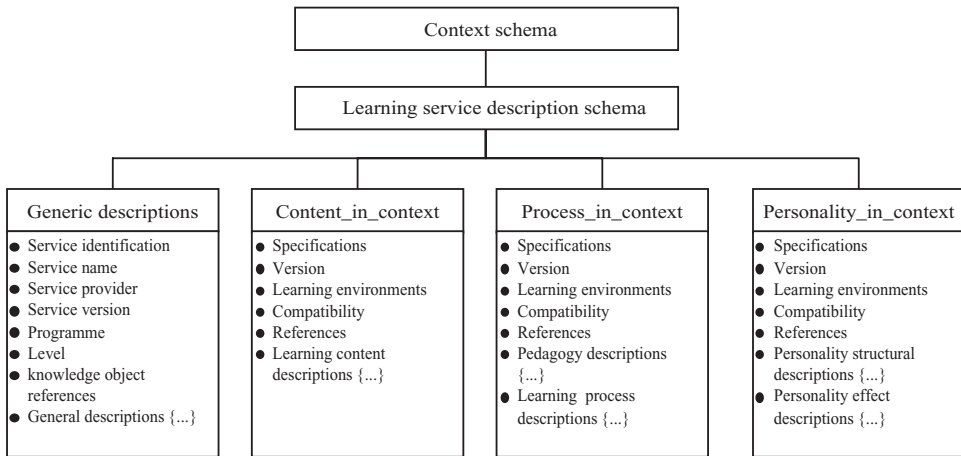 Context schema
Learning service description schema
Generic descriptions
● Service identification
● Service name
● Service provider
● Service version
● Programme
● Level
● knowledge object
references
● General descriptions {...}
Content_in_context
● Specifications
● Version
● Learning environments
● Compatibility
● References
● Learning content
descriptions {...}
Process_in_context
● Specifications
● Version
● Learning environments
● Compatibility
● References
● Pedagogy descriptions
{...}
● Learning process
descriptions {...}
Personality_in_context
● Specifications
● Version
● Learning environments
● Compatibility
● References
● Personality structural
descriptions {...}
● Personality effect
descriptions {...}